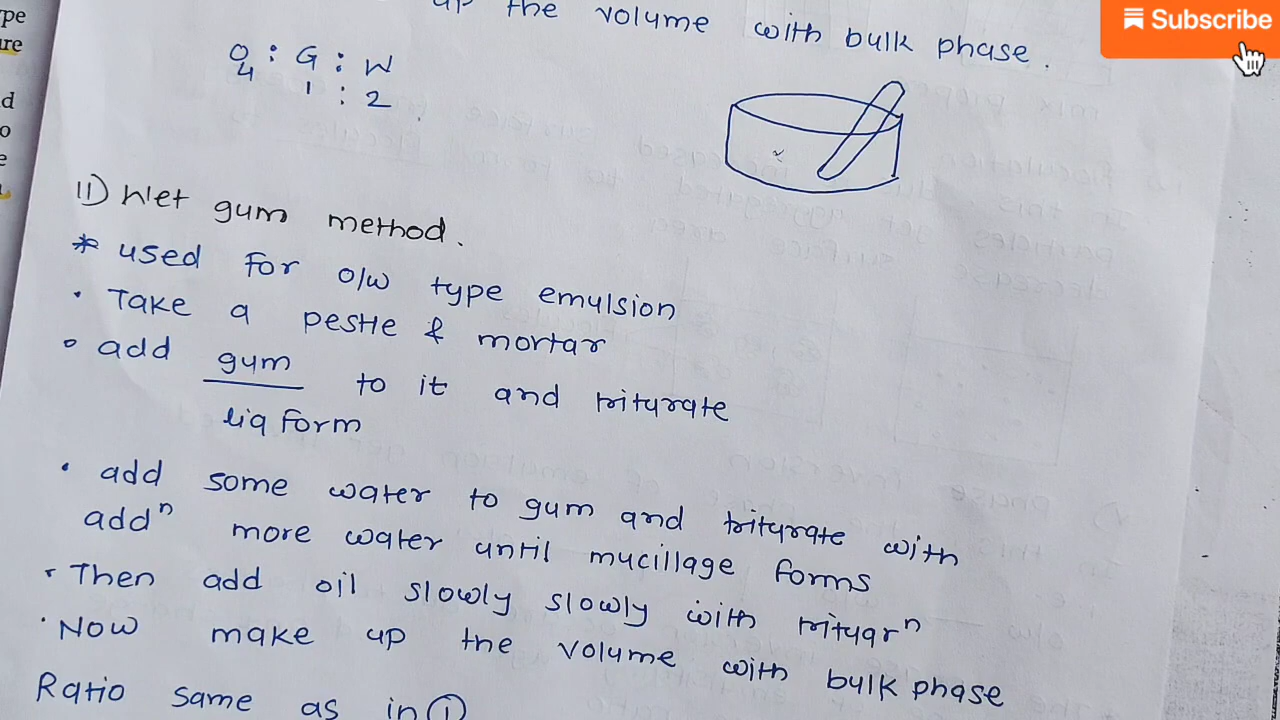 up the volume with bulk phase.
O : G : W
4 1 : 2
II) Wet gum method.
* used for o/w type emulsion
• Take a pestle & mortar
• add gum to it and triturate
liq form
• add some water to gum and triturate with
addⁿ more water until mucillage forms
• Then add oil slowly slowly with trituarⁿ
• Now make up the volume with bulk phase
Ratio same as in ①
Subscribe